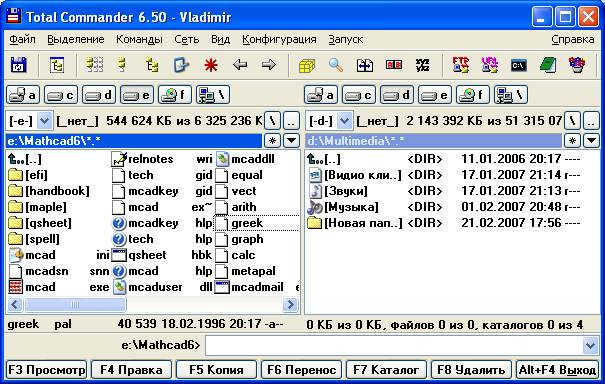 Total Commander 6.50 - Vladimir
Файл Выделение Команды Сеть Вид Конфигурация Запуск Справка
FTP URL C:\
a c d e f \ a c d e f \
[-e-] [_нет_] 544 624 КБ из 6 325 236 К \ .. [-d-] [_нет_] 2 143 392 КБ из 51 315 07 \ ..
e:\Mathcad6\*.* * d:\Multimedia\*.* *
[..] relnotes wri mcaddll [..] <DIR> 11.01.2006 20:17 ----
[efi] tech gid equal [Видио кли..] <DIR> 17.01.2007 21:14 r---
[handbook] mcadkey gid vect [Звуки] <DIR> 17.01.2007 21:13 r---
[maple] mcad ex~ arith [Музыка] <DIR> 01.02.2007 20:48 r---
[qsheet] mcadkey hlp greek [Новая пап..] <DIR> 21.02.2007 17:56 ----
[spell] tech hlp graph
mcad ini qsheet hbk calc
mcadsn snn mcad hlp metapal
mcad exe mcaduser dll mcadmail e
greek pal 40 539 18.02.1996 20:17 -a-- 0 КБ из 0 КБ, файлов 0 из 0, каталогов 0 из 4
e:\Mathcad6>
F3 Просмотр F4 Правка F5 Копия F6 Перенос F7 Каталог F8 Удалить Alt+F4 Выход